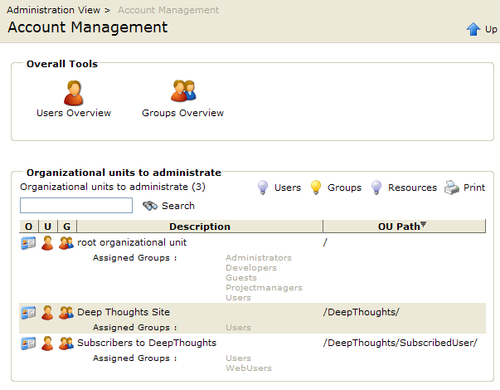 Administration View > Account Management
Account Management
Up
Overall Tools
Users Overview Groups Overview
Organizational units to administrate
Organizational units to administrate (3)
Users Groups Resources Print
Search
O U G Description OU Path
root organizational unit /
Assigned Groups : Administrators
Developers
Guests
Projectmanagers
Users
Deep Thoughts Site /DeepThoughts/
Assigned Groups : Users
Subscribers to DeepThoughts /DeepThoughts/SubscribedUser/
Assigned Groups : Users
WebUsers